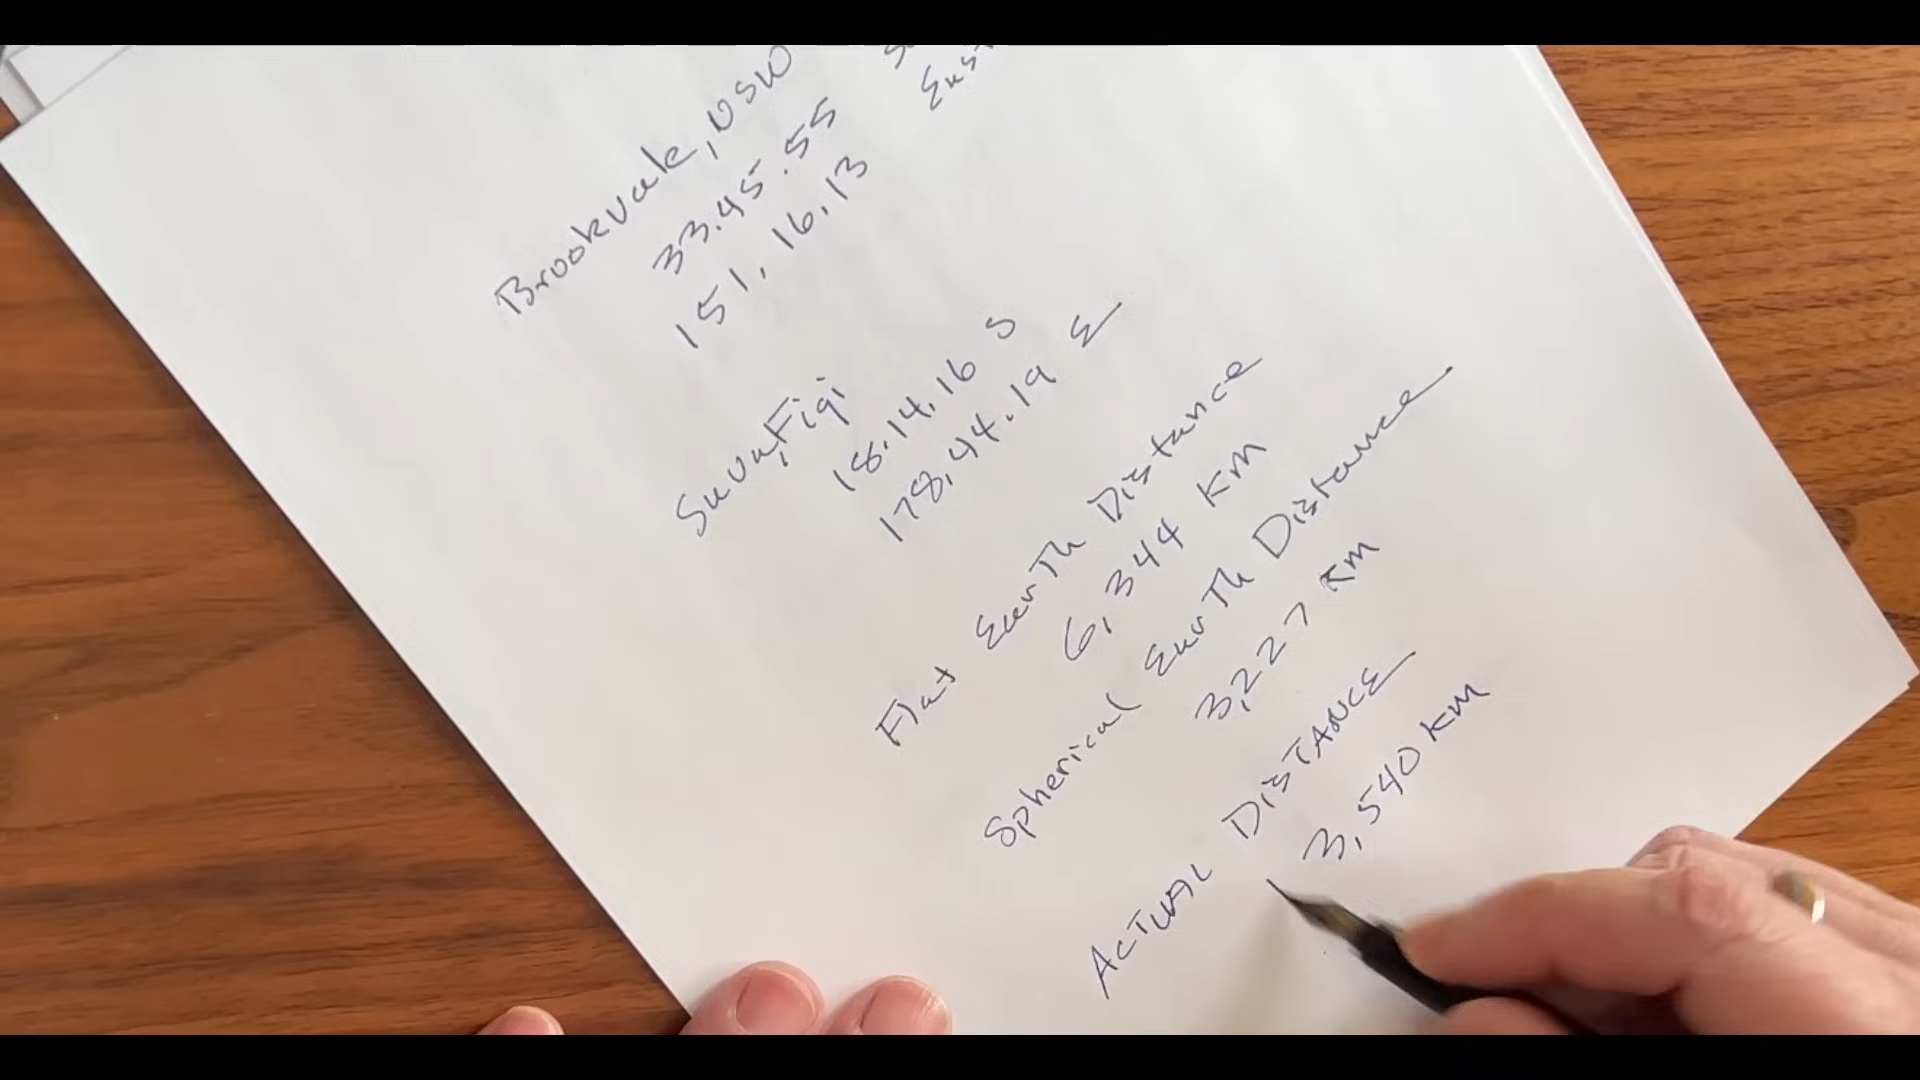 Brookvale, NSW
33.45.55
151, 16, 13
Suva, Figi
18.14.16 S
178,44.19 E
Flat Earth Distance
6,344 KM
Spherical Earth Distance
3,227 KM
ACTUAL DISTANCE
3,540 KM